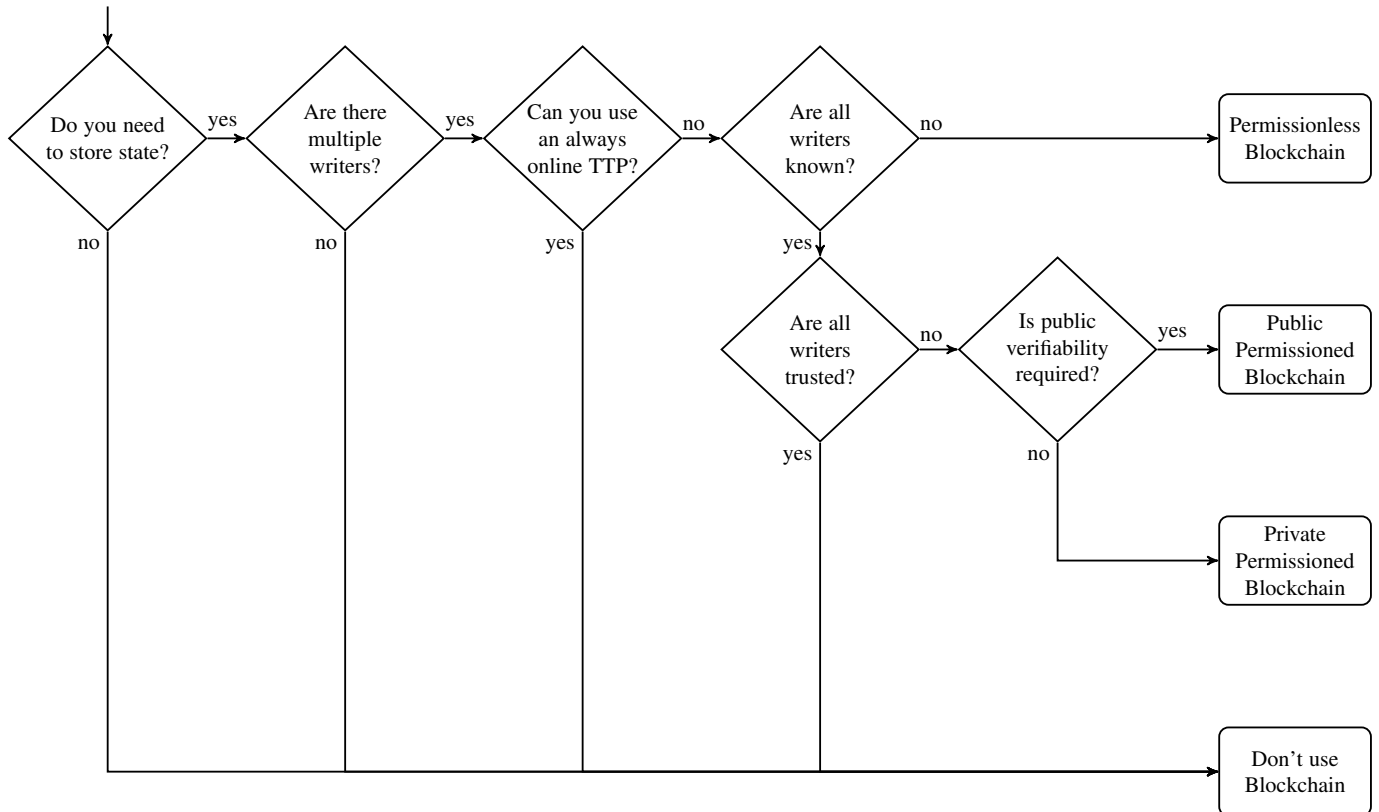 Do you need
to store state?
yes
Are there
multiple
writers?
yes
Can you use
an always
online TTP?
no
Are all
writers
known?
no
Permissionless
Blockchain
no
no
yes
yes
Are all
writers
trusted?
no
Is public
verifiability
required?
yes
Public
Permissioned
Blockchain
yes
no
Private
Permissioned
Blockchain
Don't use
Blockchain